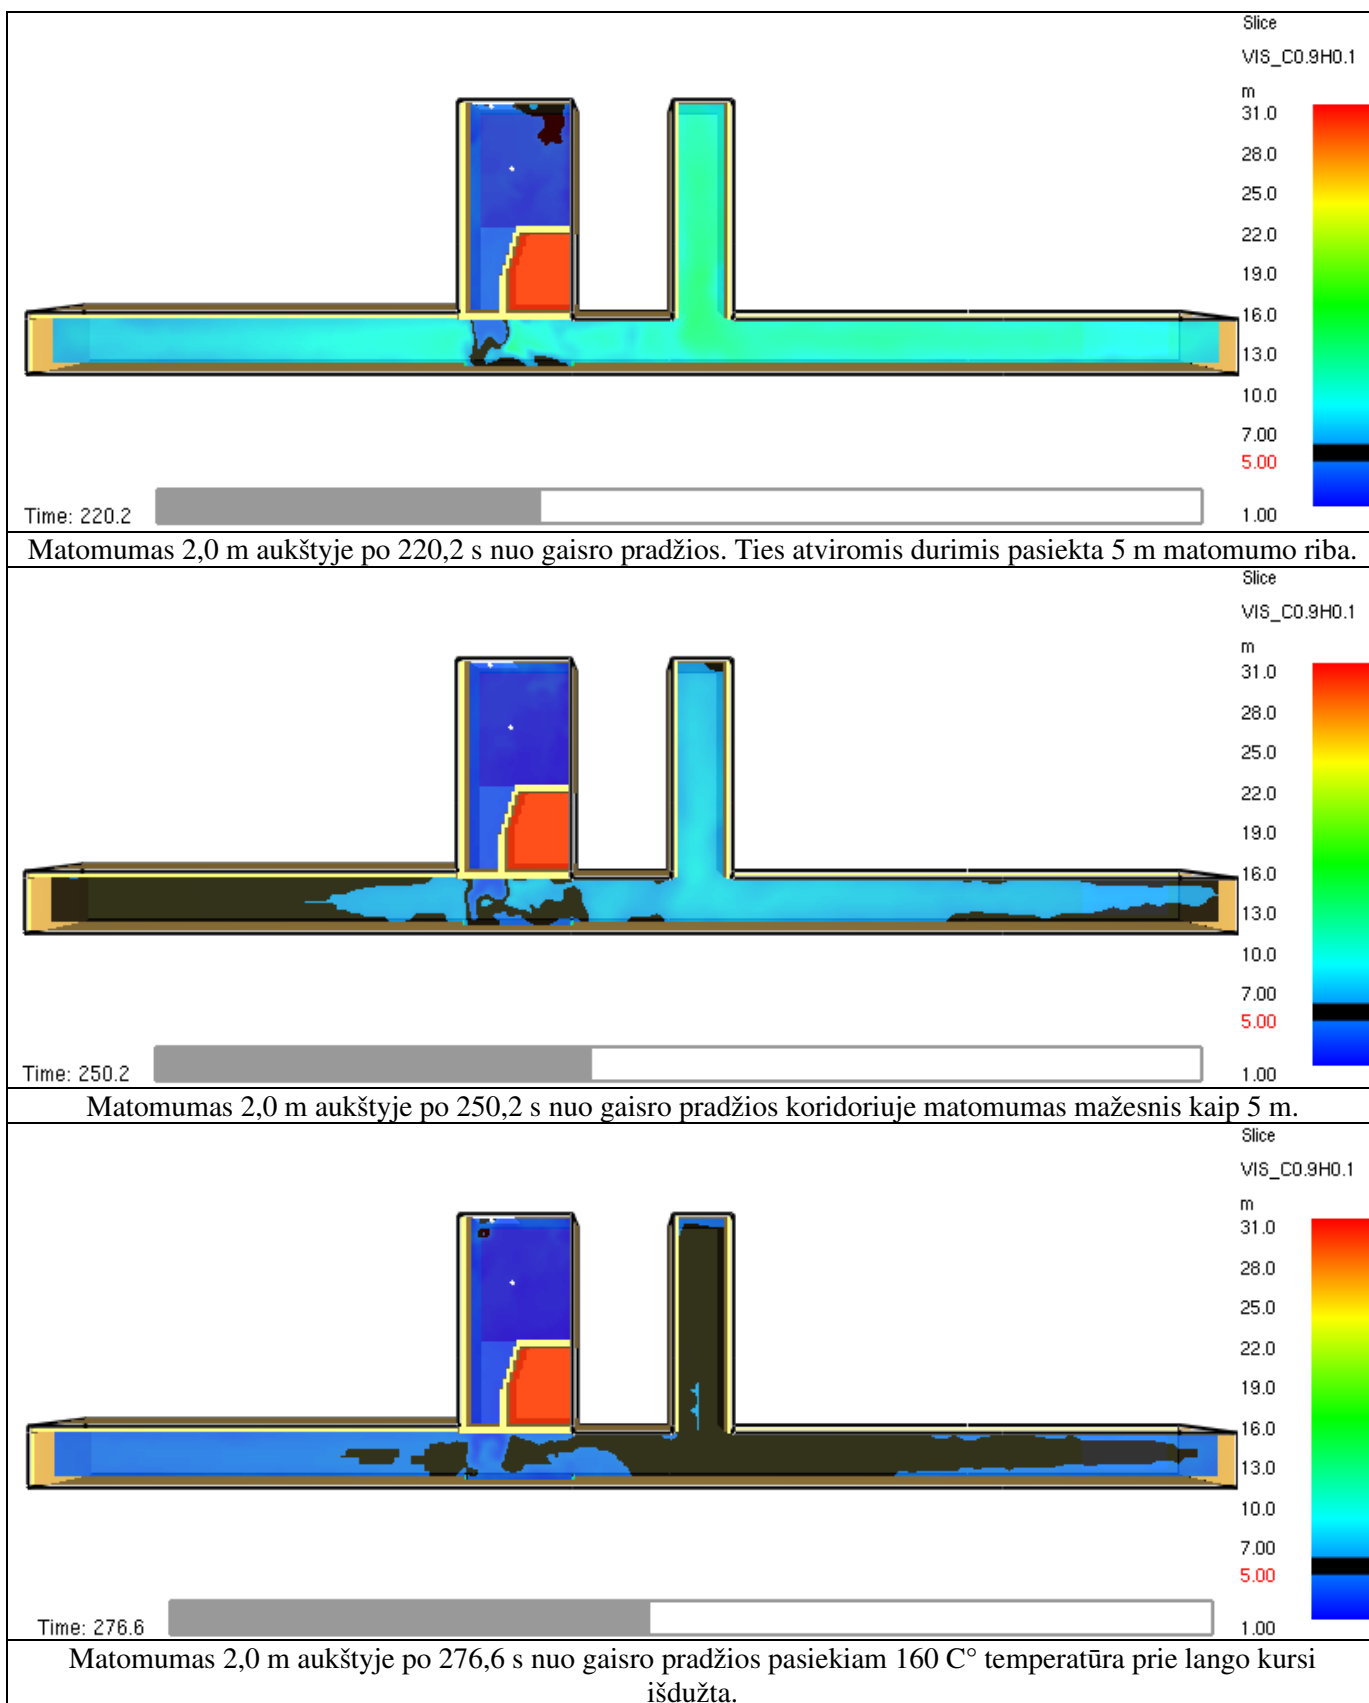 Slice
VIS_C0.9H0.1
m
31.0
28.0
25.0
22.0
19.0
16.0
13.0
10.0
7.00
5.00
1.00
Time: 220.2
Matomumas 2,0 m aukštyje po 220,2 s nuo gaisro pradžios. Ties atviromis durimis pasiekta 5 m matomumo riba.
Slice
VIS_C0.9H0.1
m
31.0
28.0
25.0
22.0
19.0
16.0
13.0
10.0
7.00
5.00
1.00
Time: 250.2
Matomumas 2,0 m aukštyje po 250,2 s nuo gaisro pradžios koridoriuje matomumas mažesnis kaip 5 m.
Slice
VIS_C0.9H0.1
m
31.0
28.0
25.0
22.0
19.0
16.0
13.0
10.0
7.00
5.00
1.00
Time: 276.6
Matomumas 2,0 m aukštyje po 276,6 s nuo gaisro pradžios pasiekiam 160 C° temperatūra prie lango kursi
išdužta.